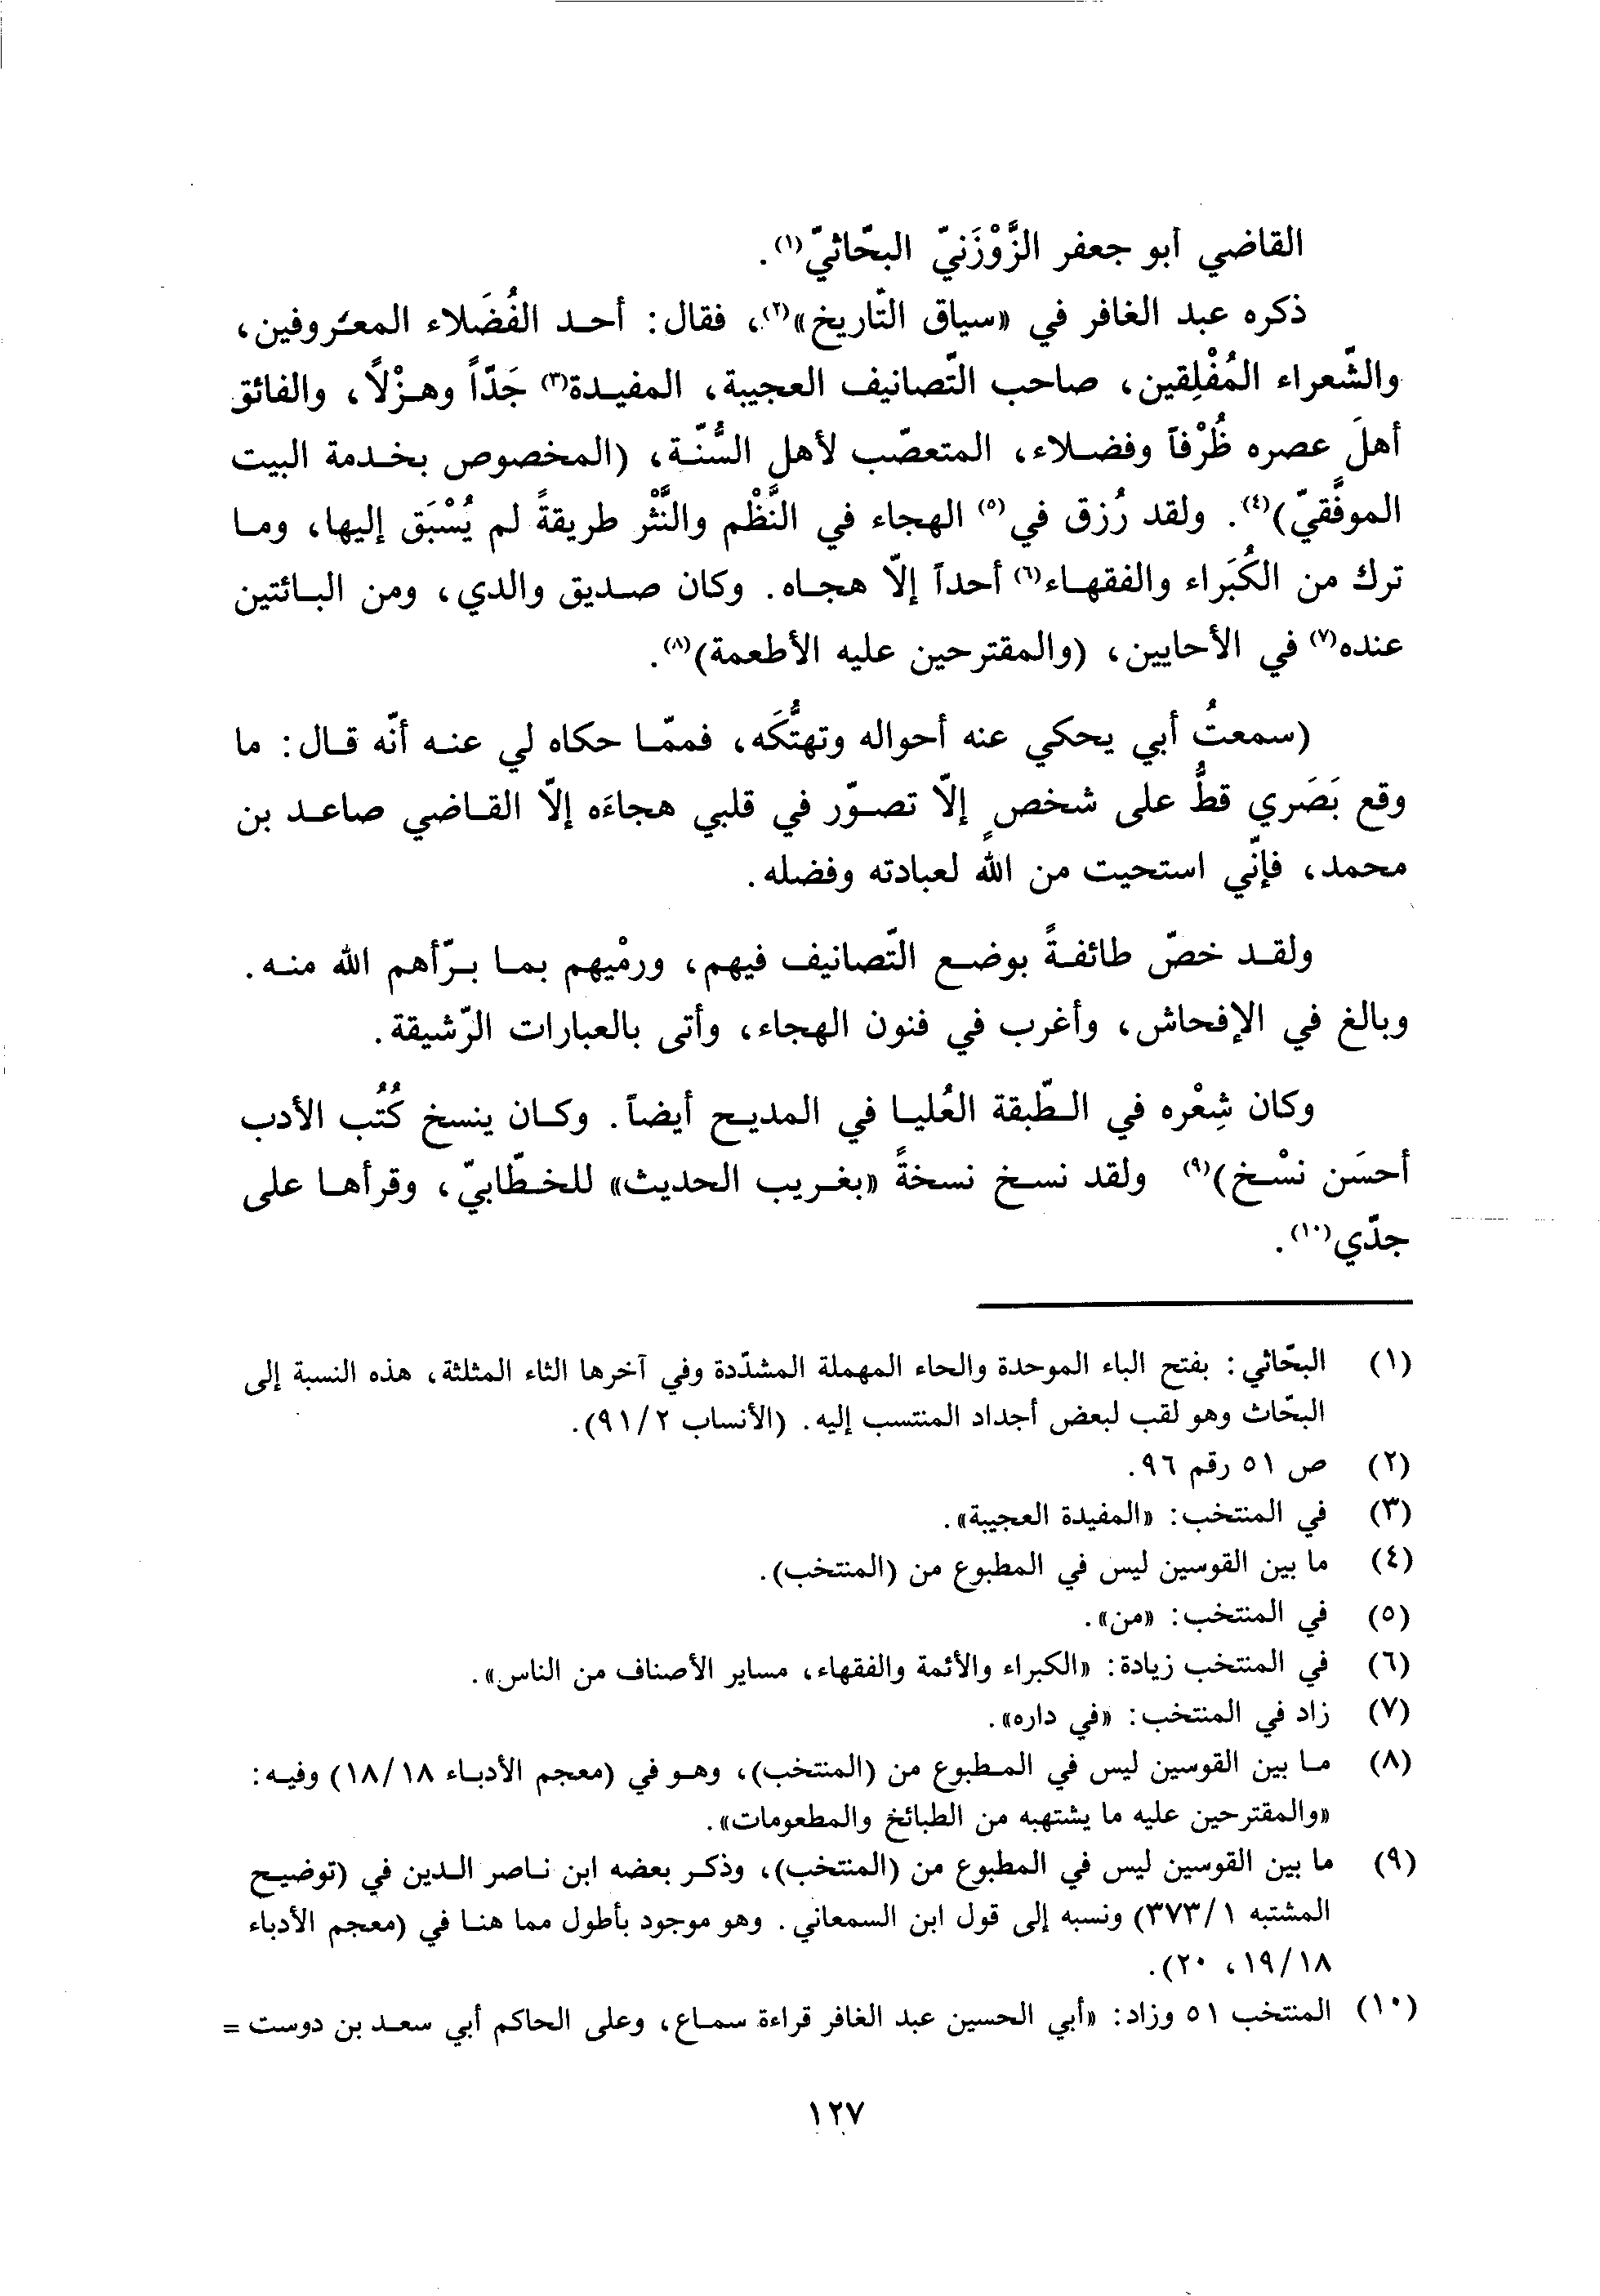 القاضي أبو جعفر الزَّوْزَنيّ البحّاثيّ(١).
ذكره عبد الغافر في «سياق التّاريخ»(٢)، فقال: أحد الفُضَلاء المعروفين،
والشّعراء المُفْلِقين، صاحب التّصانيف العجيبة، المفيدة(٣) جَدّاً وهزْلاً، والفائق
أهلَ عصره ظُرْفاً وفضلاء، المتعصّب لأهل السُّنّة، (المخصوص بخدمة البيت
الموفَّقيّ)(٤). ولقد رُزق في(٥) الهجاء في النَّظْم والنَّثْر طريقةً لم يُسْبَق إليها، وما
ترك من الكُبَراء والفقهاء(٦) أحداً إلّا هجاه. وكان صديق والدي، ومن البائتين
عنده(٧) في الأحايين، (والمقترحين عليه الأطعمة)(٨).
(سمعتُ أبي يحكي عنه أحواله وتهتُّكَه، فممّا حكاه لي عنه أنّه قال: ما
وقع بَصَري قطُّ على شخصٍ إلّا تصوّر في قلبي هجاءَه إلّا القاضي صاعد بن
محمد، فإنّي استحيت من الله لعبادته وفضله.
ولقد خصّ طائفةً بوضع التّصانيف فيهم، ورمْيهم بما برّأهم الله منه.
وبالغ في الإفحاش، وأغرب في فنون الهجاء، وأتى بالعبارات الرّشيقة.
وكان شِعْره في الطّبقة العُليا في المديح أيضاً. وكان ينسخ كُتُب الأدب
أحسَن نسْخ)(٩) ولقد نسخ نسخةً «بغريب الحديث» للخطّابيّ، وقرأها على
جدّي(١٠).
(١) البحّاثي: بفتح الباء الموحدة والحاء المهملة المشدّدة وفي آخرها الثاء المثلثة، هذه النسبة إلى
البحّاث وهو لقب لبعض أجداد المنتسب إليه. (الأنساب ٩١/٢).
(٢) ص ٥١ رقم ٩٦.
(٣) في المنتخب: «المفيدة العجيبة».
(٤) ما بين القوسين ليس في المطبوع من (المنتخب).
(٥) في المنتخب: «من».
(٦) في المنتخب زيادة: «الكبراء والأئمة والفقهاء، مساير الأصناف من الناس».
(٧) زاد في المنتخب: «في داره».
(٨) ما بين القوسين ليس في المطبوع من (المنتخب)، وهو في (معجم الأدباء ١٨/١٨) وفيه:
«والمقترحين عليه ما يشتهيه من الطبائخ والمطعومات».
(٩) ما بين القوسين ليس في المطبوع من (المنتخب)، وذكر بعضه ابن ناصر الدين في (توضيح
المشتبه ٣٧٣/١) ونسبه إلى قول ابن السمعاني. وهو موجود بأطول مما هنا في (معجم الأدباء
١٩/١٨، ٢٠).
(١٠) المنتخب ٥١ وزاد: «أبي الحسين عبد الغافر قراءة سماع، وعلى الحاكم أبي سعد بن دوست =
١٢٧